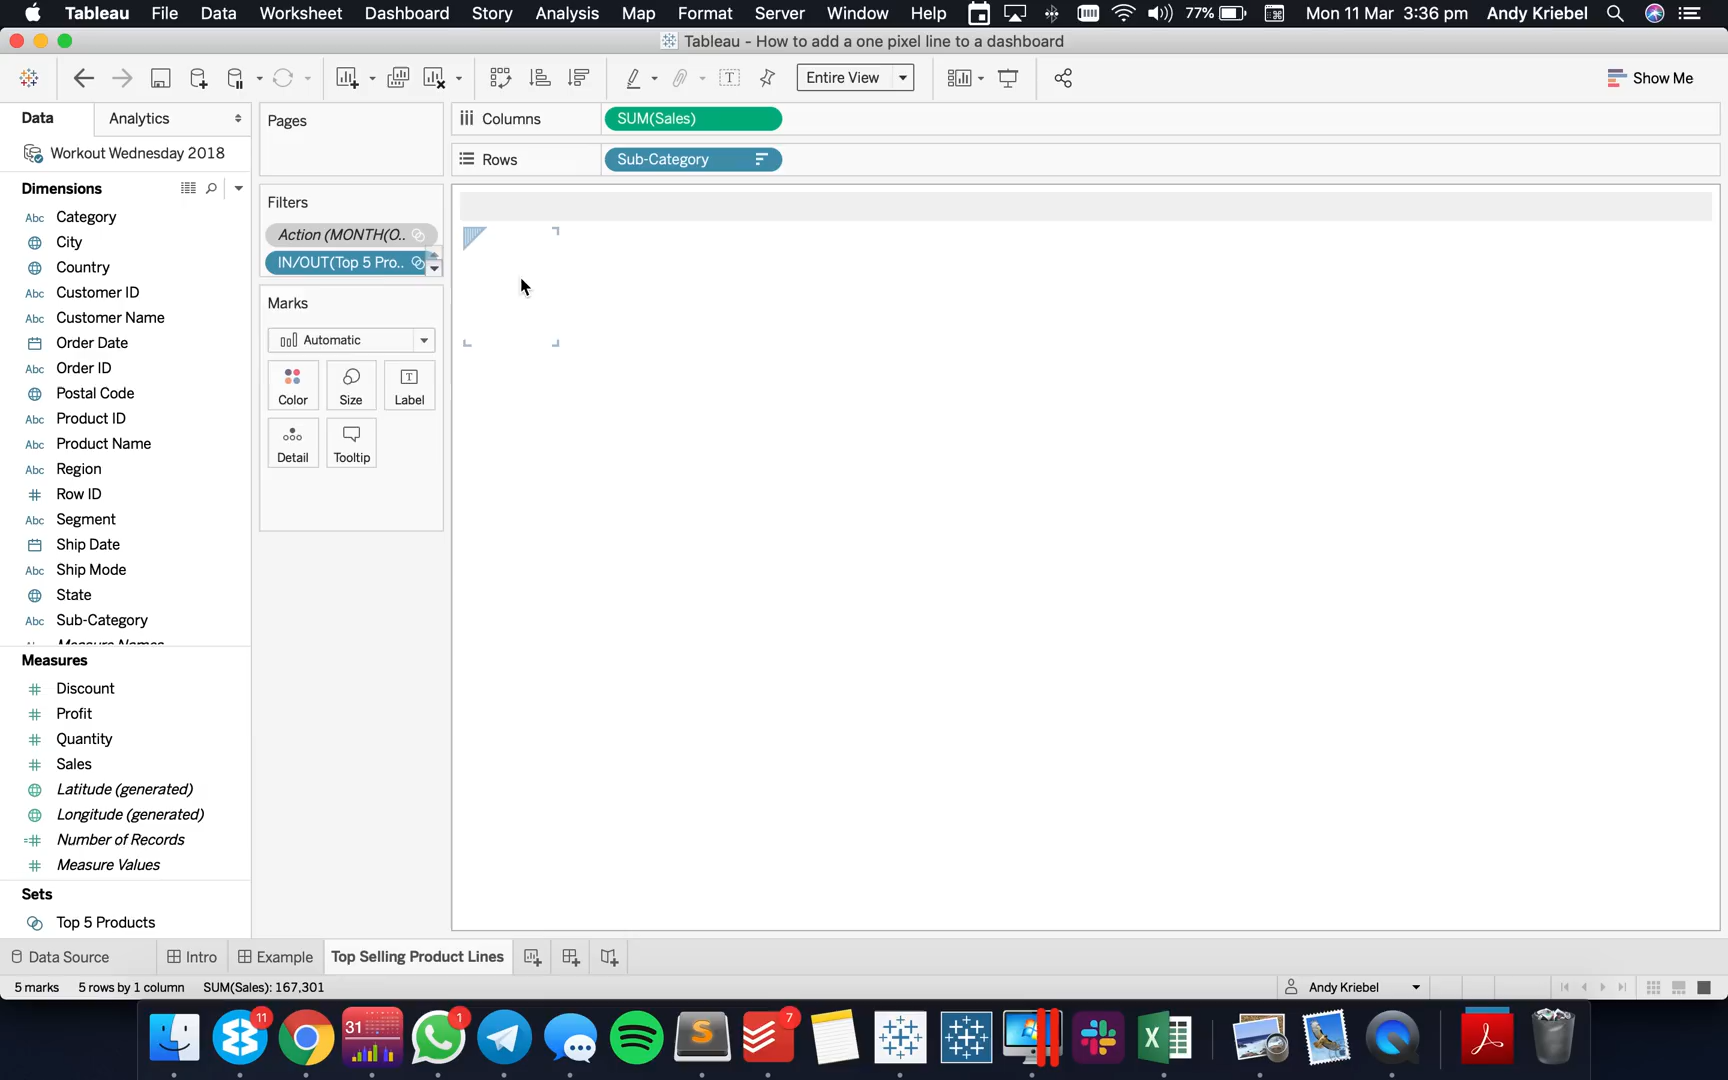 Tableau File Data Worksheet Dashboard Story Analysis Map Format Server Window Help 77% Mon 11 Mar 3:36 pm Andy Kriebel
Tableau - How to add a one pixel line to a dashboard
Entire View
Show Me
Data Analytics
Pages
Columns SUM(Sales)
Workout Wednesday 2018
Rows Sub-Category
Dimensions
Filters
Abc Category
Action (MONTH(O..
City
IN/OUT(Top 5 Pro..
Country
Abc Customer ID
Marks
Abc Customer Name
Automatic
Order Date
Abc Order ID
Color Size Label
Postal Code
Abc Product ID
Abc Product Name
Detail Tooltip
Abc Region
Row ID
Abc Segment
Ship Date
Abc Ship Mode
State
Abc Sub-Category
Measure Names
Measures
Discount
Profit
Quantity
Sales
Latitude (generated)
Longitude (generated)
Number of Records
Measure Values
Sets
Top 5 Products
Data Source Intro Example Top Selling Product Lines
5 marks 5 rows by 1 column SUM(Sales): 167,301 Andy Kriebel
11 31 1 7